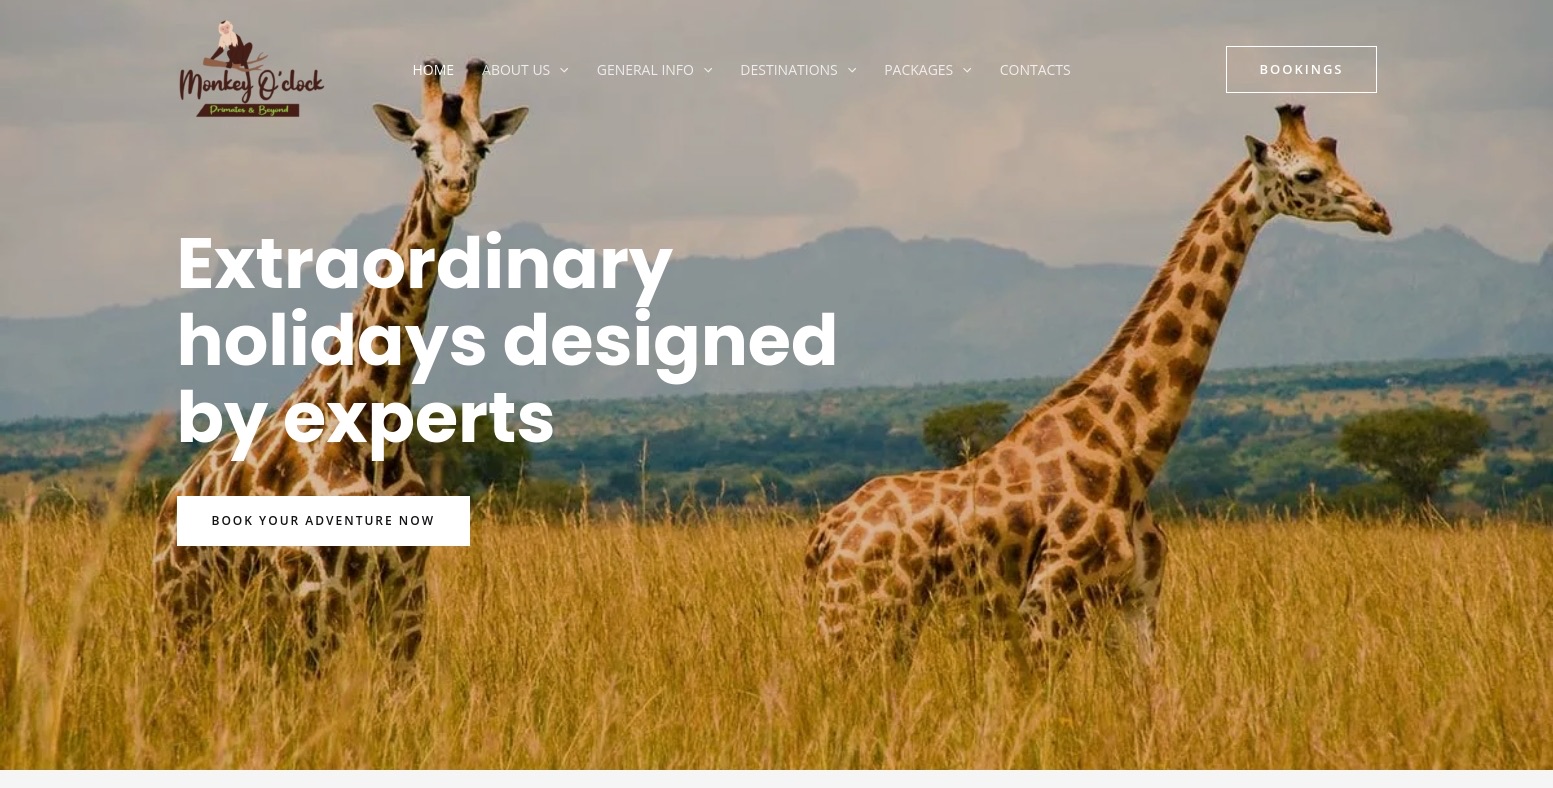 Monkey O'clock
Primates & Beyond
HOME
ABOUT US
GENERAL INFO
DESTINATIONS
PACKAGES
CONTACTS
BOOKINGS
Extraordinary
holidays designed
by experts
BOOK YOUR ADVENTURE NOW